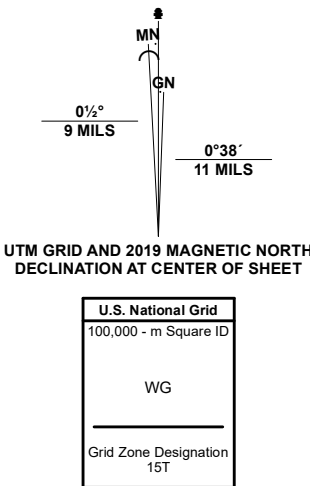 MN
GN
0½°
9 MILS
0°38´
11 MILS
UTM GRID AND 2019 MAGNETIC NORTH
DECLINATION AT CENTER OF SHEET
U.S. National Grid
100,000 - m Square ID
WG
Grid Zone Designation
15T